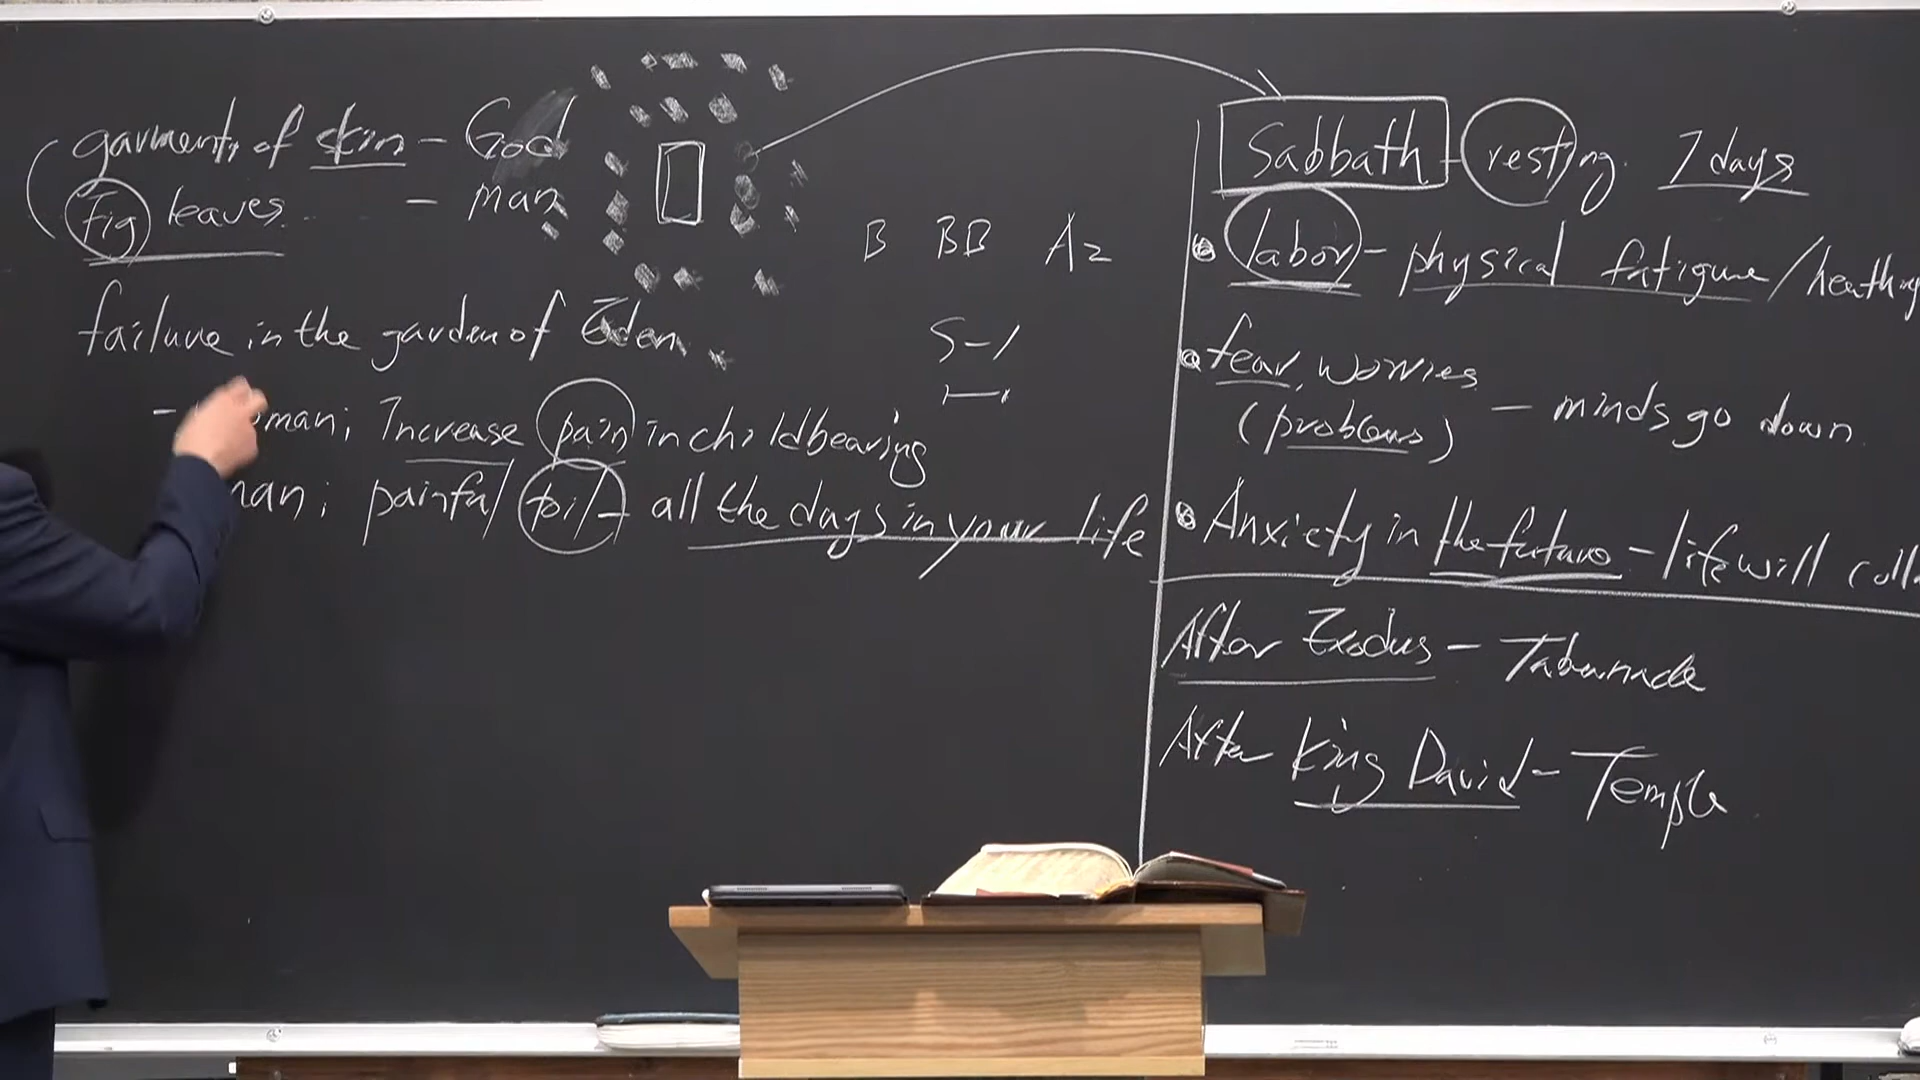 garments of skin - God
fig leaves. - man
failure in the garden of Eden.
- woman; Increase pain in childbearing
man; painful toil - all the days in your life
B BB A2
S-1
Sabbath - resting. 7 days
labor - physical fatigue /
fear, worries
(problems) - minds go down.
Anxiety in the future - life will
After Exodus - Tabernacle
After King David - Temple